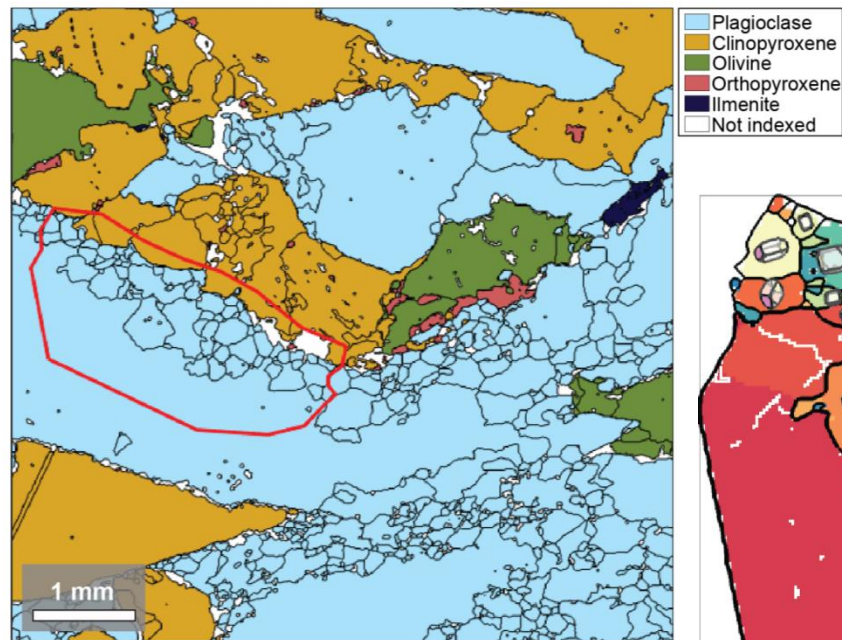 Plagioclase
Clinopyroxene
Olivine
Orthopyroxene
Ilmenite
Not indexed
1 mm